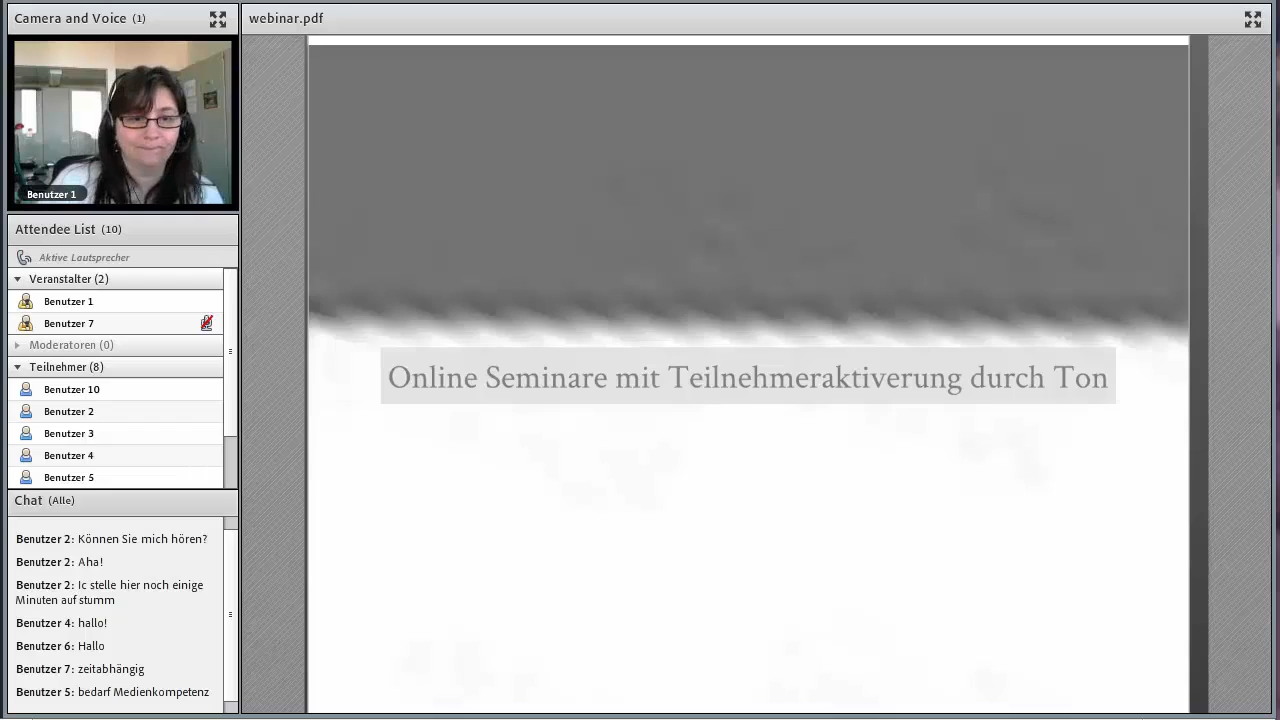 Camera and Voice (1)
Benutzer 1
Attendee List (10)
Aktive Lautsprecher
Veranstalter (2)
Benutzer 1
Benutzer 7
Moderatoren (0)
Teilnehmer (8)
Benutzer 10
Benutzer 2
Benutzer 3
Benutzer 4
Benutzer 5
Chat (Alle)
Benutzer 2: Können Sie mich hören?
Benutzer 2: Aha!
Benutzer 2: Ic stelle hier noch einige
Minuten auf stumm
Benutzer 4: hallo!
Benutzer 6: Hallo
Benutzer 7: zeitabhängig
Benutzer 5: bedarf Medienkompetenz
webinar.pdf
Online Seminare mit Teilnehmeraktiverung durch Ton